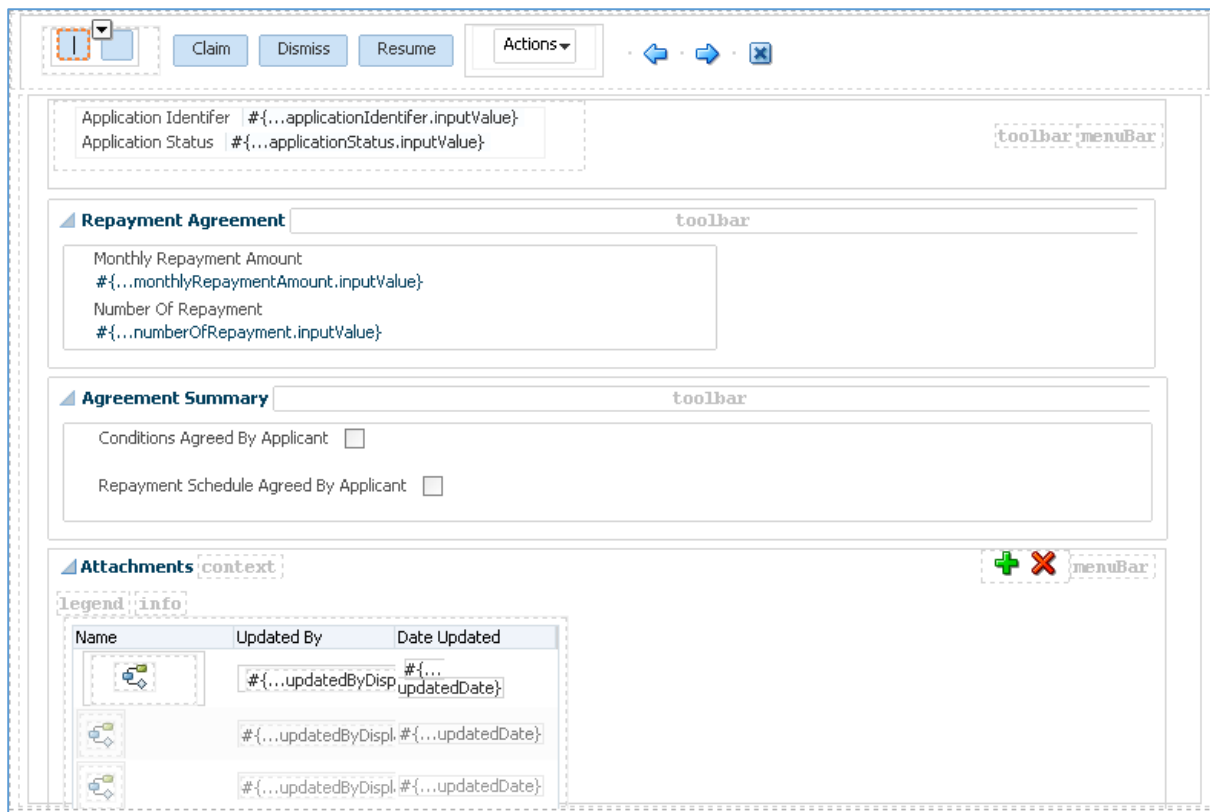 Claim Dismiss Resume Actions
Application Identifer #{...applicationIdentifer.inputValue}
Application Status #{...applicationStatus.inputValue}
toolbar menuBar
Repayment Agreement toolbar
Monthly Repayment Amount
#{...monthlyRepaymentAmount.inputValue}
Number Of Repayment
#{...numberOfRepayment.inputValue}
Agreement Summary toolbar
Conditions Agreed By Applicant
Repayment Schedule Agreed By Applicant
Attachments context menuBar
legend info
Name Updated By Date Updated
#{...updatedByDisp #{...
updatedDate}
#{...updatedByDispl #{...updatedDate}
#{...updatedByDispl #{...updatedDate}